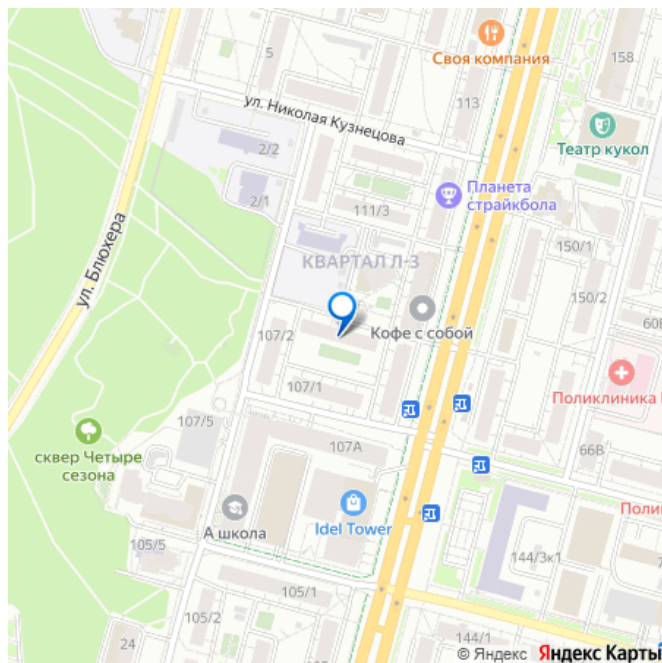 Своя компания
158
5
113
ул. Николая Кузнецова
Театр кукол
2/2
Планета
страйкбола
2/1
111/3
ул. Блюхера
150/1
КВАРТАЛ Л-3
150/2
107/2
Кофе с собой
107/1
Поликлиника
107/5
107А
66В
сквер Четыре
сезона
Idel Tower
А школа
144/3к1
105/5
105/1
105/2
24
144/1
© Яндекс Яндекс Карты